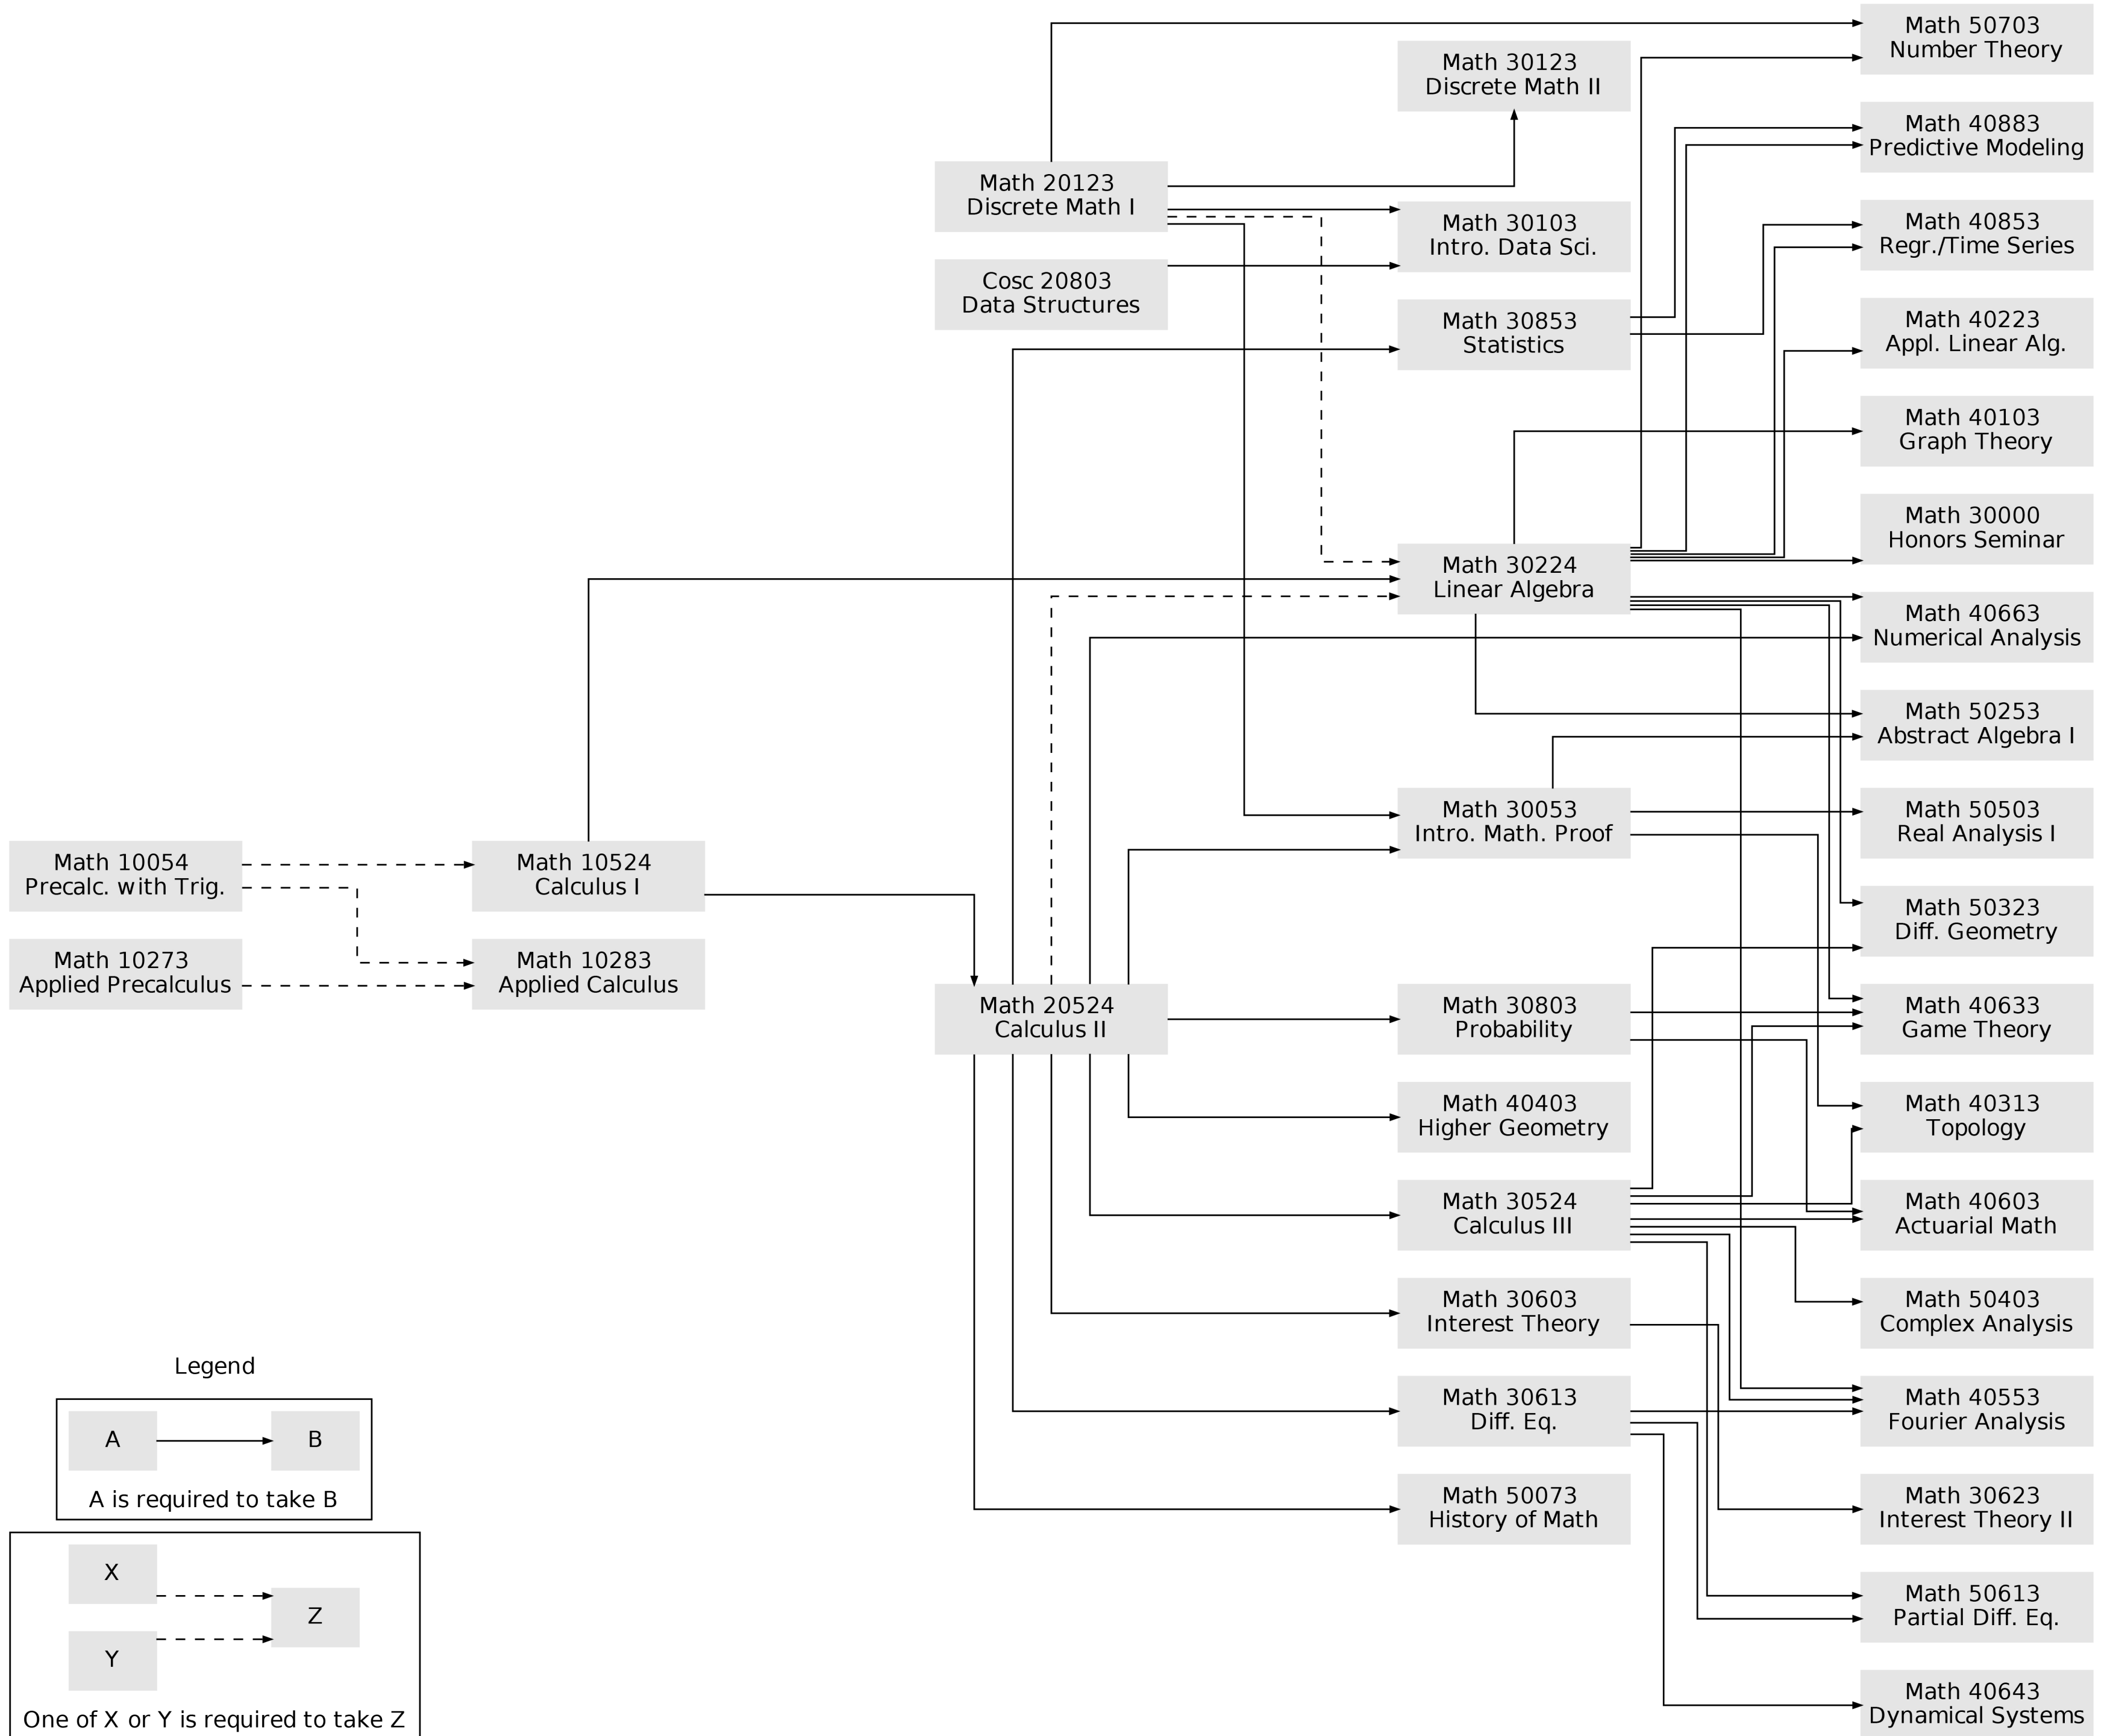 Math 10054
Precalc. with Trig.
Math 10273
Applied Precalculus
Math 10524
Calculus I
Math 10283
Applied Calculus
Math 20123
Discrete Math I
Cosc 20803
Data Structures
Math 20524
Calculus II
Math 30123
Discrete Math II
Math 30103
Intro. Data Sci.
Math 30853
Statistics
Math 30224
Linear Algebra
Math 30053
Intro. Math. Proof
Math 30803
Probability
Math 40403
Higher Geometry
Math 30524
Calculus III
Math 30603
Interest Theory
Math 30613
Diff. Eq.
Math 50073
History of Math
Math 50703
Number Theory
Math 40883
Predictive Modeling
Math 40853
Regr./Time Series
Math 40223
Appl. Linear Alg.
Math 40103
Graph Theory
Math 30000
Honors Seminar
Math 40663
Numerical Analysis
Math 50253
Abstract Algebra I
Math 50503
Real Analysis I
Math 50323
Diff. Geometry
Math 40633
Game Theory
Math 40313
Topology
Math 40603
Actuarial Math
Math 50403
Complex Analysis
Math 40553
Fourier Analysis
Math 30623
Interest Theory II
Math 50613
Partial Diff. Eq.
Math 40643
Dynamical Systems
Legend
A
B
A is required to take B
X
Z
Y
One of X or Y is required to take Z